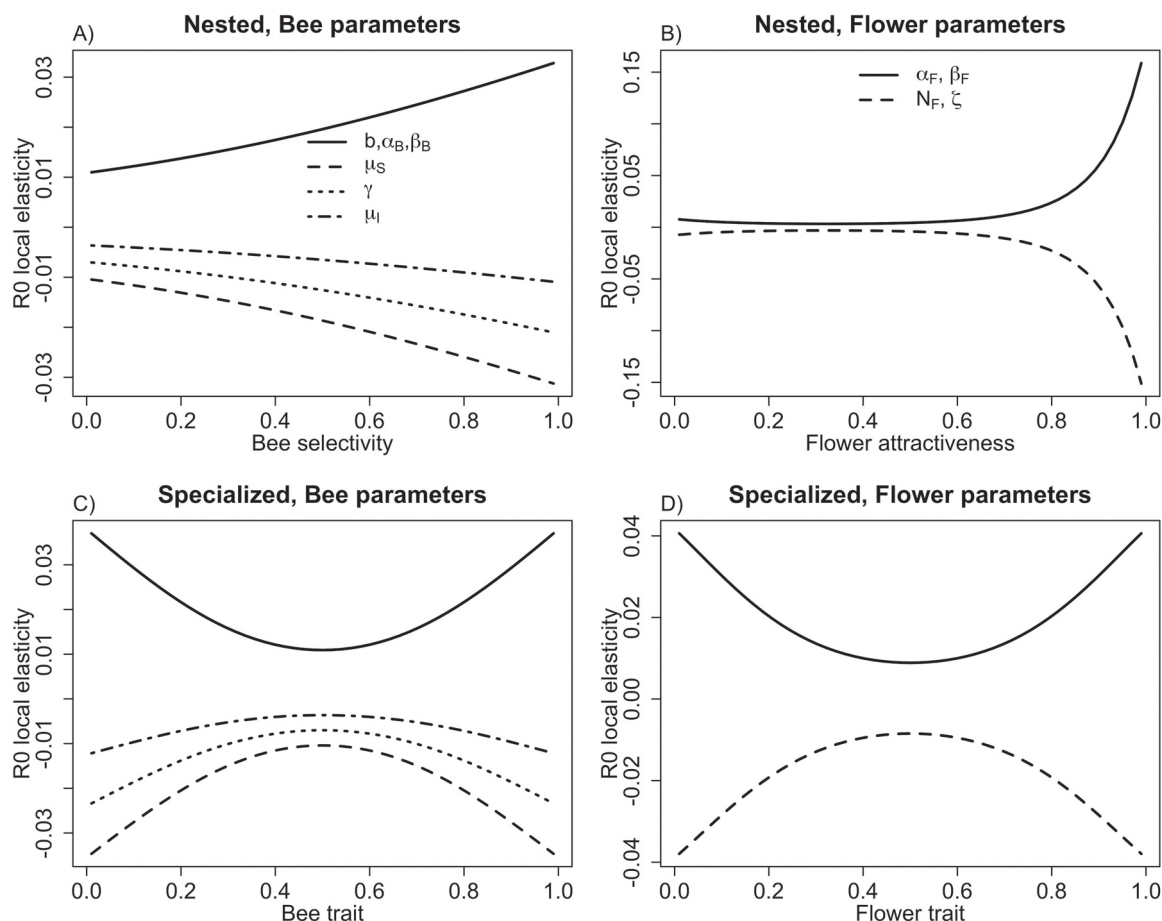 A) Nested, Bee parameters
R0 local elasticity
0.03
0.01
-0.01
-0.03
b,αB,βB
μS
γ
μI
0.0 0.2 0.4 0.6 0.8 1.0
Bee selectivity
B) Nested, Flower parameters
R0 local elasticity
0.15
0.05
-0.05
-0.15
αF, βF
NF, ζ
0.0 0.2 0.4 0.6 0.8 1.0
Flower attractiveness
C) Specialized, Bee parameters
R0 local elasticity
0.03
0.01
-0.01
-0.03
0.0 0.2 0.4 0.6 0.8 1.0
Bee trait
D) Specialized, Flower parameters
R0 local elasticity
0.04
0.02
0.00
-0.02
-0.04
0.0 0.2 0.4 0.6 0.8 1.0
Flower trait